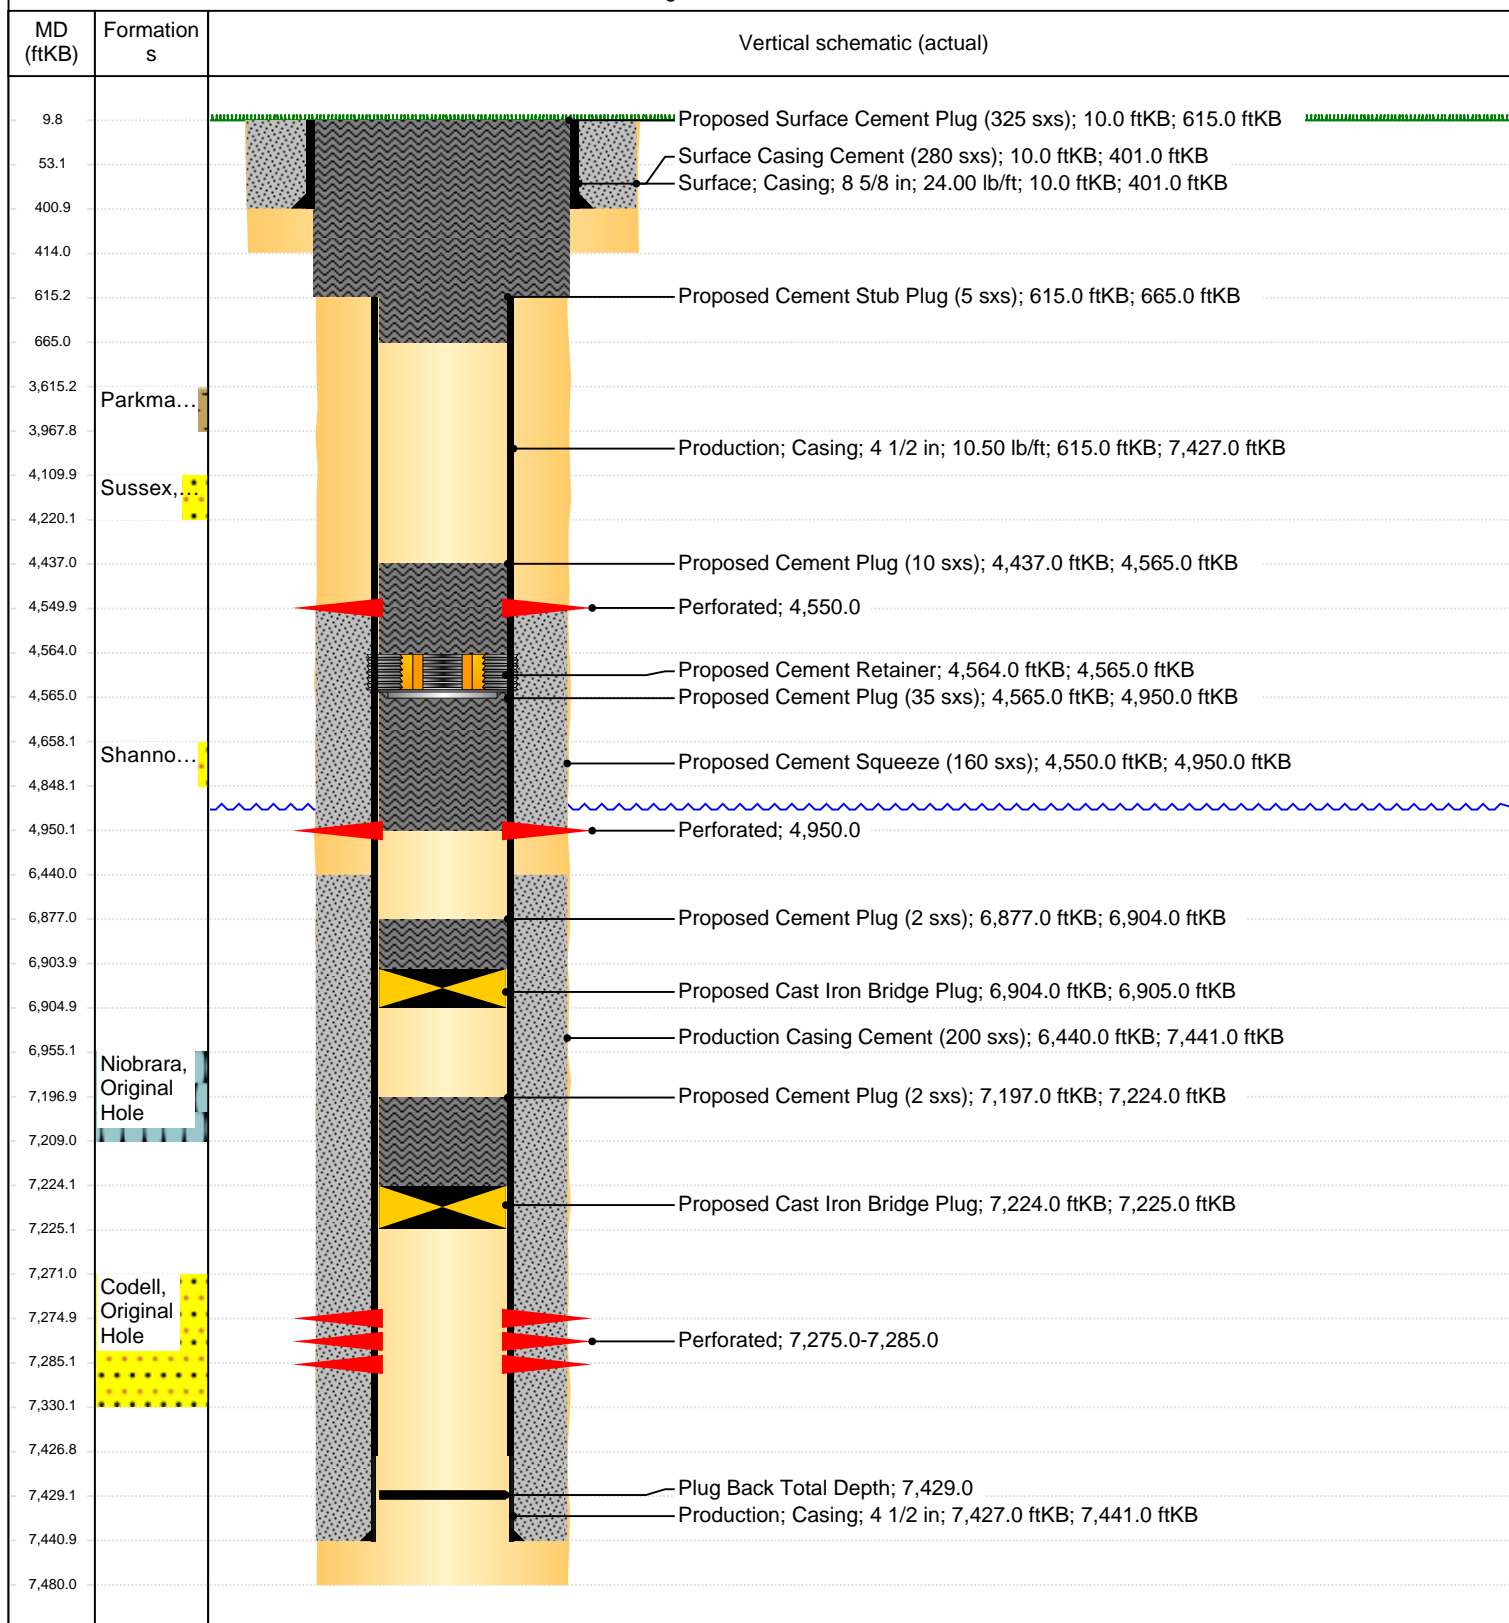 MD
(ftKB)
Formation
s
Vertical schematic (actual)
9.8
Proposed Surface Cement Plug (325 sxs); 10.0 ftKB; 615.0 ftKB
Surface Casing Cement (280 sxs); 10.0 ftKB; 401.0 ftKB
53.1
Surface; Casing; 8 5/8 in; 24.00 lb/ft; 10.0 ftKB; 401.0 ftKB
400.9
414.0
615.2
Proposed Cement Stub Plug (5 sxs); 615.0 ftKB; 665.0 ftKB
665.0
3,615.2
Parkma…
3,967.8
Production; Casing; 4 1/2 in; 10.50 lb/ft; 615.0 ftKB; 7,427.0 ftKB
4,109.9
Sussex,…
4,220.1
4,437.0
Proposed Cement Plug (10 sxs); 4,437.0 ftKB; 4,565.0 ftKB
4,549.9
Perforated; 4,550.0
4,564.0
Proposed Cement Retainer; 4,564.0 ftKB; 4,565.0 ftKB
4,565.0
Proposed Cement Plug (35 sxs); 4,565.0 ftKB; 4,950.0 ftKB
4,658.1
Shanno…
Proposed Cement Squeeze (160 sxs); 4,550.0 ftKB; 4,950.0 ftKB
4,848.1
4,950.1
Perforated; 4,950.0
6,440.0
6,877.0
Proposed Cement Plug (2 sxs); 6,877.0 ftKB; 6,904.0 ftKB
6,903.9
Proposed Cast Iron Bridge Plug; 6,904.0 ftKB; 6,905.0 ftKB
6,904.9
Production Casing Cement (200 sxs); 6,440.0 ftKB; 7,441.0 ftKB
6,955.1
Niobrara,
Original
Hole
7,196.9
Proposed Cement Plug (2 sxs); 7,197.0 ftKB; 7,224.0 ftKB
7,209.0
7,224.1
Proposed Cast Iron Bridge Plug; 7,224.0 ftKB; 7,225.0 ftKB
7,225.1
7,271.0
Codell,
Original
Hole
7,274.9
Perforated; 7,275.0-7,285.0
7,285.1
7,330.1
7,426.8
Plug Back Total Depth; 7,429.0
7,429.1
Production; Casing; 4 1/2 in; 7,427.0 ftKB; 7,441.0 ftKB
7,440.9
7,480.0